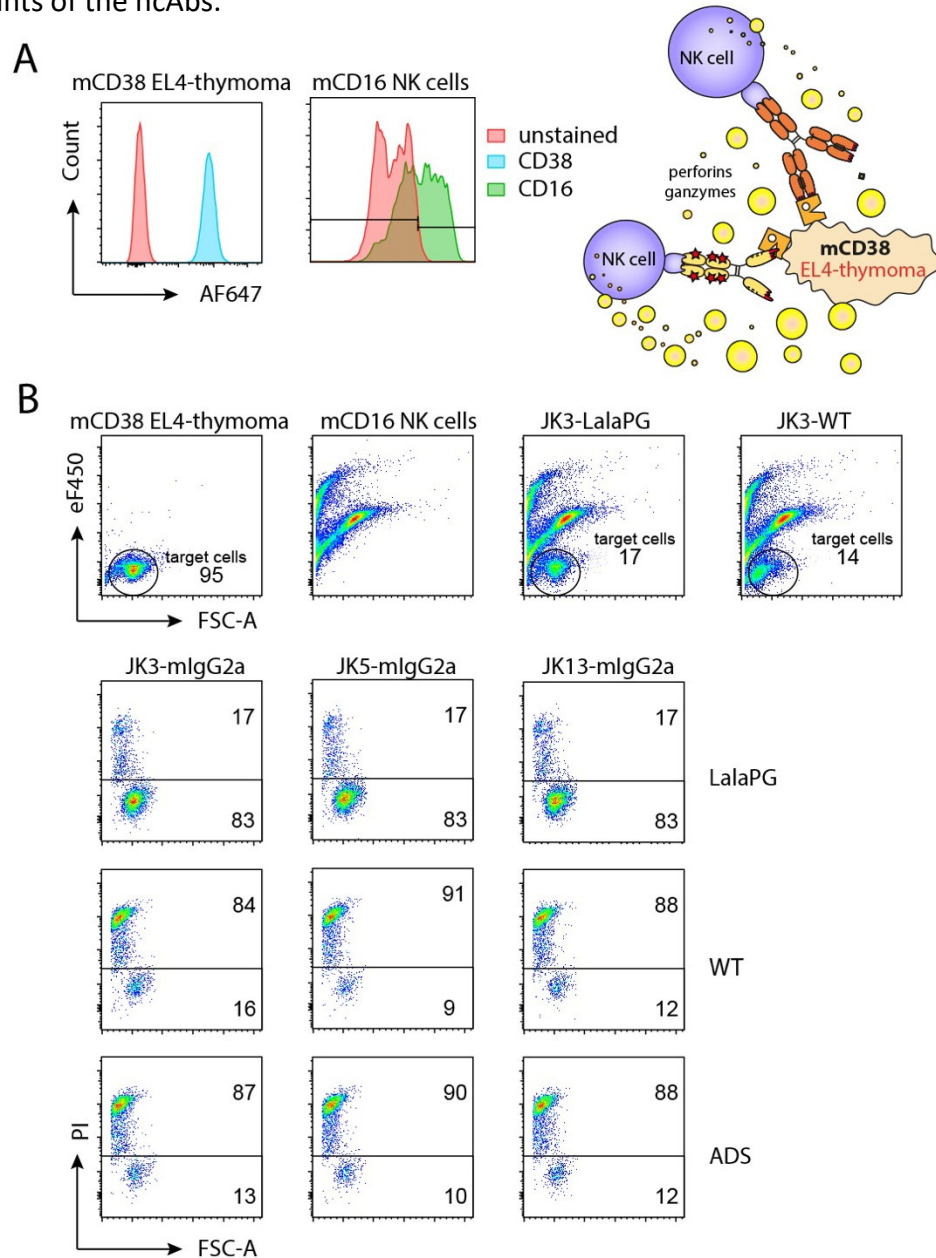 nts of the hcAbs.
A
mCD38 EL4-thymoma
mCD16 NK cells
Count
AF647
unstained
CD38
CD16
NK cell
perforins
ganzymes
NK cell
mCD38
EL4-thymoma
B
mCD38 EL4-thymoma
mCD16 NK cells
JK3-LalaPG
JK3-WT
eF450
target cells
95
target cells
17
target cells
14
FSC-A
JK3-mIgG2a
JK5-mIgG2a
JK13-mIgG2a
17
17
17
LalaPG
83
83
83
84
91
88
WT
16
9
12
87
90
88
PI
ADS
13
10
12
FSC-A